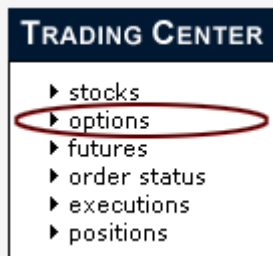 TRADING CENTER
stocks
options
futures
order status
executions
positions